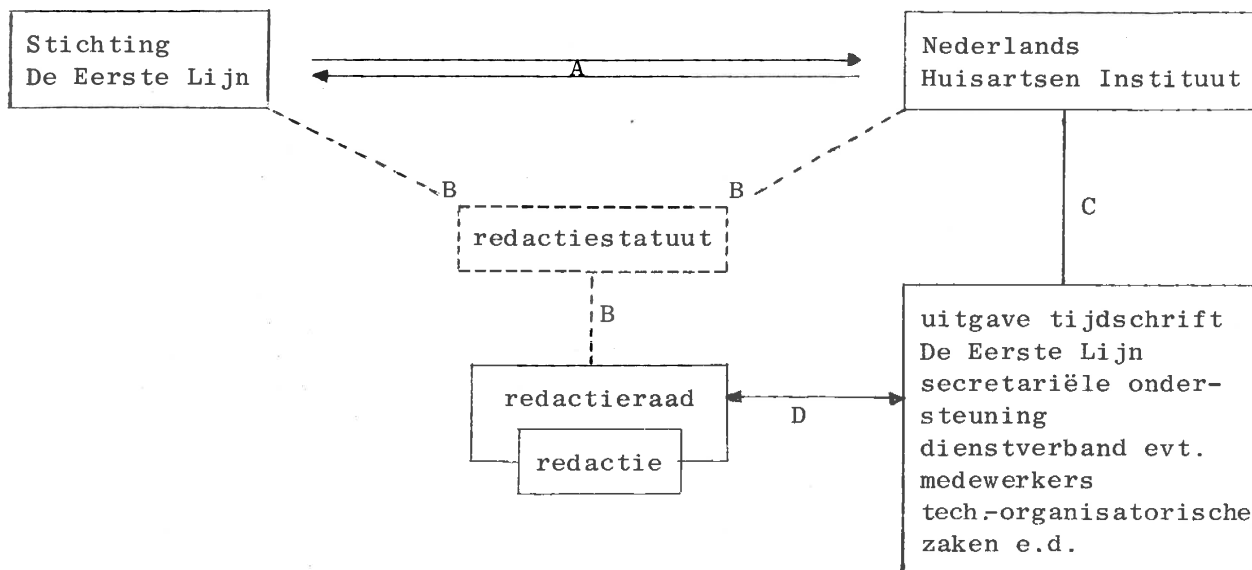 Stichting
De Eerste Lijn
Nederlands
Huisartsen Instituut
A
B
B
redactiestatuut
C
B
redactieraad
redactie
D
uitgave tijdschrift
De Eerste Lijn
secretariële onder-
steuning
dienstverband evt.
medewerkers
tech.-organisatorische
zaken e.d.